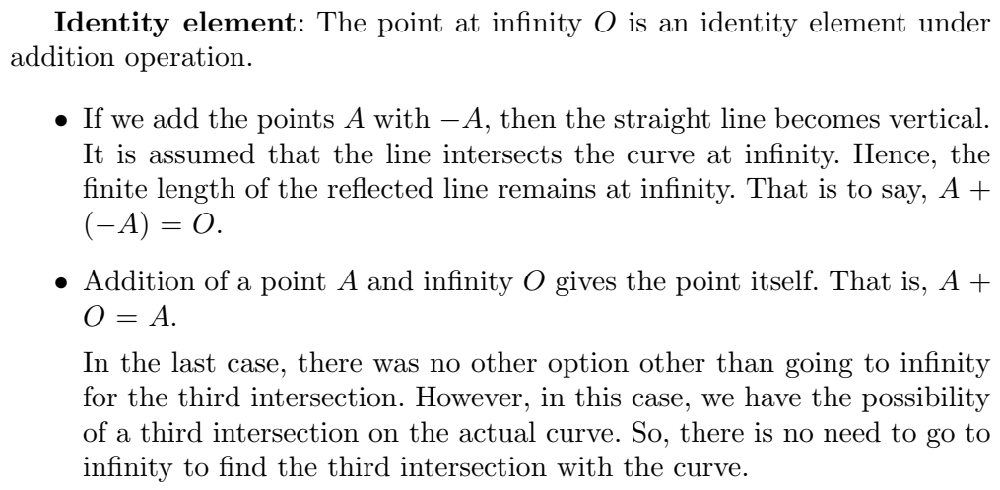 Identity element: The point at infinity O is an identity element under
addition operation.
• If we add the points A with −A, then the straight line becomes vertical.
It is assumed that the line intersects the curve at infinity. Hence, the
finite length of the reflected line remains at infinity. That is to say, A +
(−A) = O.
• Addition of a point A and infinity O gives the point itself. That is, A +
O = A.
In the last case, there was no other option other than going to infinity
for the third intersection. However, in this case, we have the possibility
of a third intersection on the actual curve. So, there is no need to go to
infinity to find the third intersection with the curve.